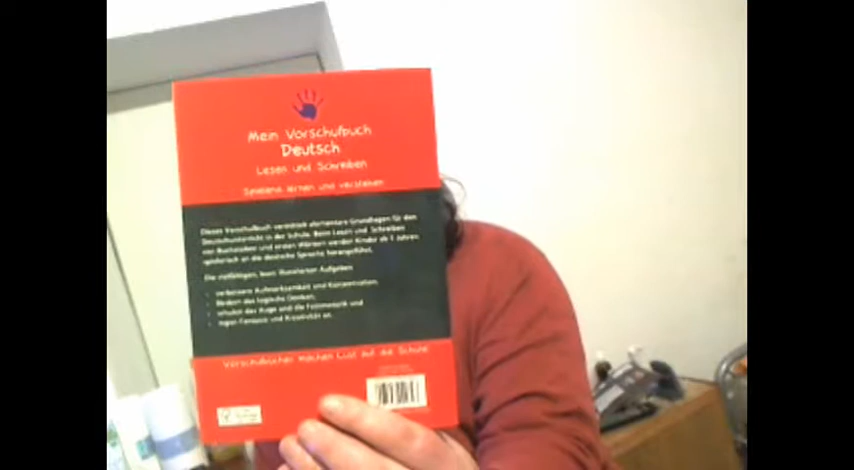 Mein Vorschulbuch
Deutsch
Lesen und Schreiben
Spielend lernen und verstehen
Dieses Vorschulbuch vermittelt elementare Grundlagen für den
Deutschunterricht in der Schule. Beim Lesen und Schreiben
von Buchstaben und ersten Wörtern werden Kinder ab 5 Jahren
spielerisch an die deutsche Sprache herangeführt.
Die vielfältigen, bunt illustrierten Aufgaben
verbessern Aufmerksamkeit und Konzentration,
fördern das logische Denken,
schulen das Auge und die Feinmotorik und
regen Fantasie und Kreativität an.
Vorschulbücher machen Lust auf die Schule!